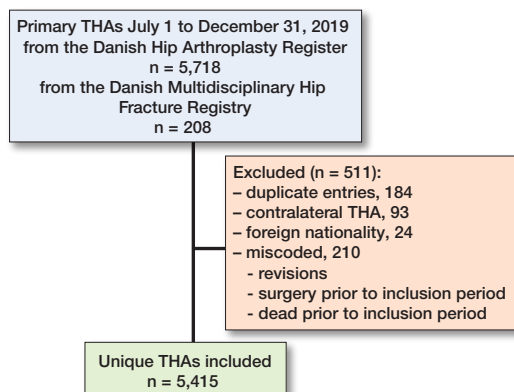 Primary THAs July 1 to December 31, 2019
from the Danish Hip Arthroplasty Register
n = 5,718
from the Danish Multidisciplinary Hip
Fracture Registry
n = 208
Excluded (n = 511):
– duplicate entries, 184
– contralateral THA, 93
– foreign nationality, 24
– miscoded, 210
- revisions
- surgery prior to inclusion period
- dead prior to inclusion period
Unique THAs included
n = 5,415